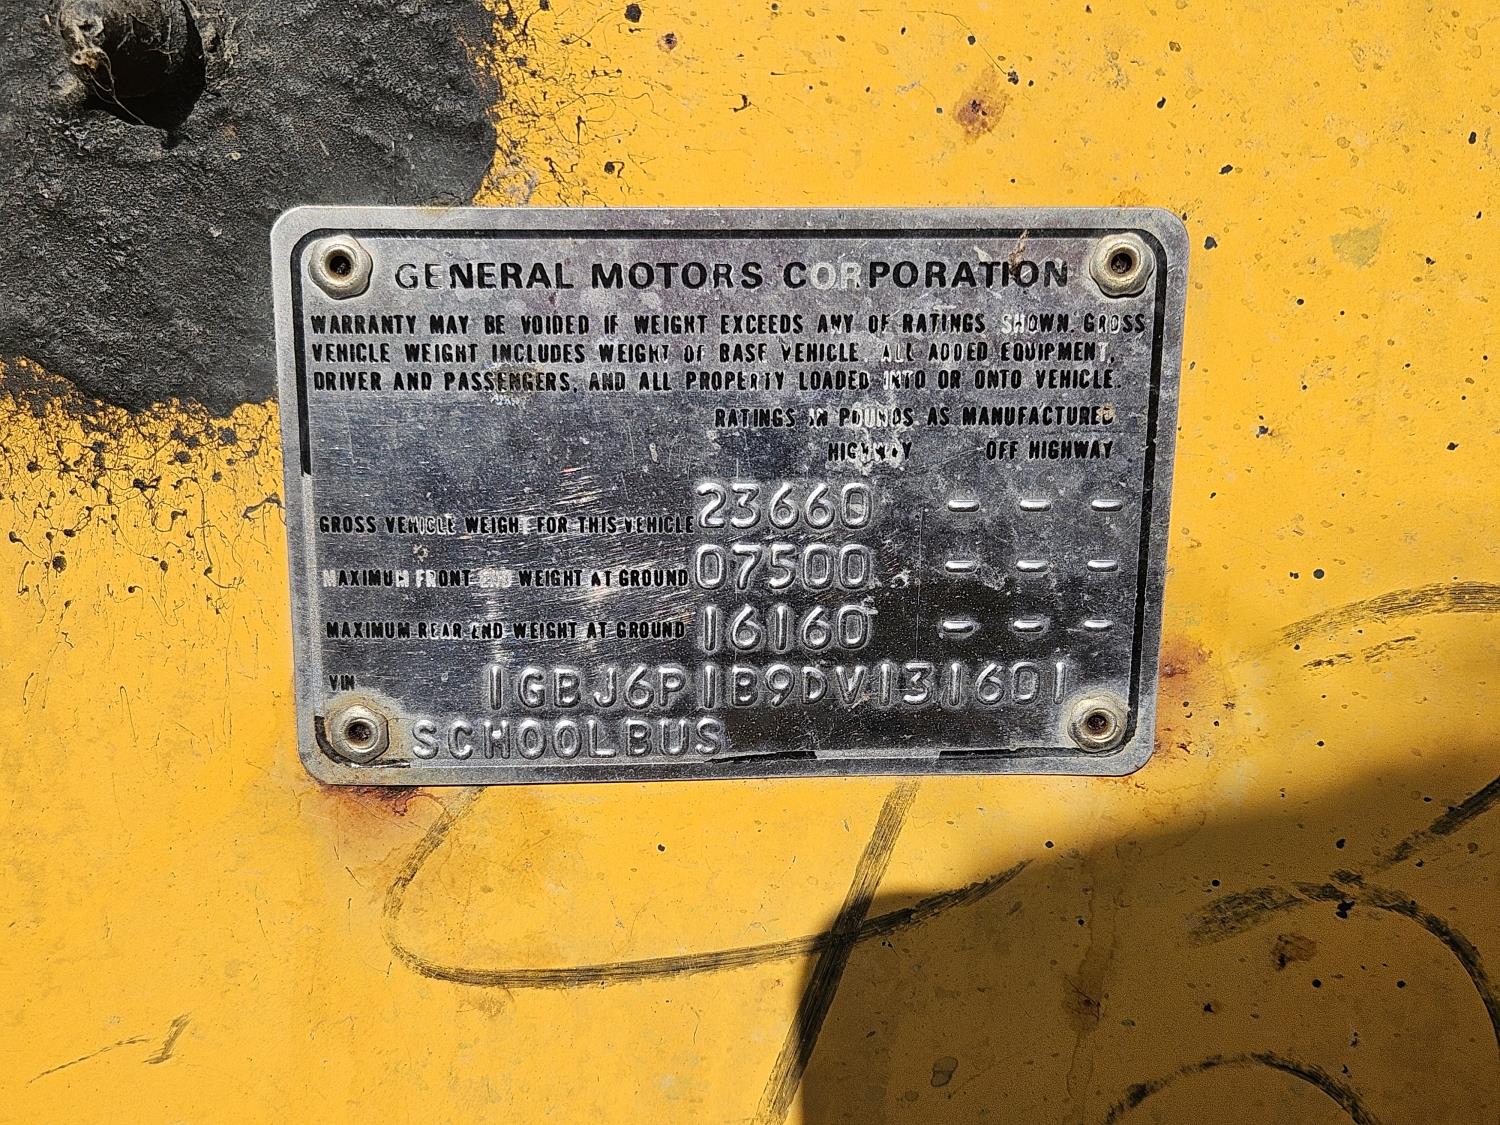 GENERAL MOTORS CORPORATION
WARRANTY MAY BE VOIDED IF WEIGHT EXCEEDS ANY OF RATINGS SHOWN. GROSS
VEHICLE WEIGHT INCLUDES WEIGHT OF BASE VEHICLE, ALL ADDED EQUIPMENT,
DRIVER AND PASSENGERS, AND ALL PROPERTY LOADED INTO OR ONTO VEHICLE.
RATINGS IN POUNDS AS MANUFACTURED
HIGHWAY OFF HIGHWAY
GROSS VEHICLE WEIGHT FOR THIS VEHICLE 23660 - - -
MAXIMUM FRONT END WEIGHT AT GROUND 07500 - - -
MAXIMUM REAR END WEIGHT AT GROUND 16160 - - -
VIN 1GBJ6P1B9DV131601
SCHOOLBUS